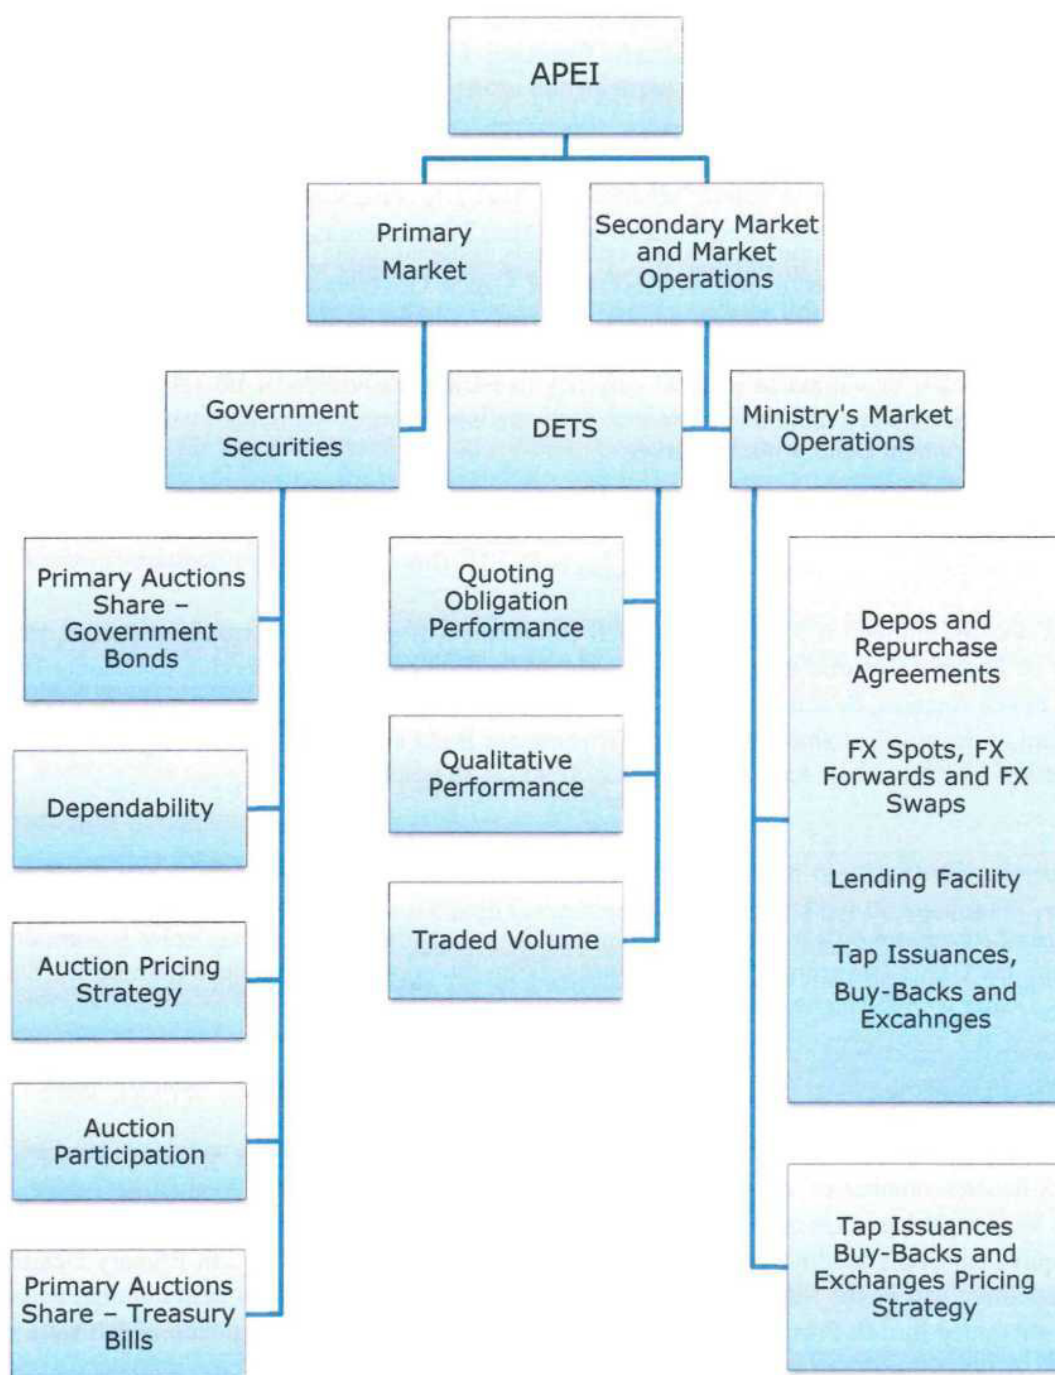 APEI
Primary
Market
Secondary Market
and Market
Operations
Government
Securities
DETS
Ministry's Market
Operations
Primary Auctions
Share –
Government
Bonds
Dependability
Auction Pricing
Strategy
Auction
Participation
Primary Auctions
Share – Treasury
Bills
Quoting
Obligation
Performance
Qualitative
Performance
Traded Volume
Depos and
Repurchase
Agreements
FX Spots, FX
Forwards and FX
Swaps
Lending Facility
Tap Issuances,
Buy-Backs and
Excahnges
Tap Issuances
Buy-Backs and
Exchanges Pricing
Strategy